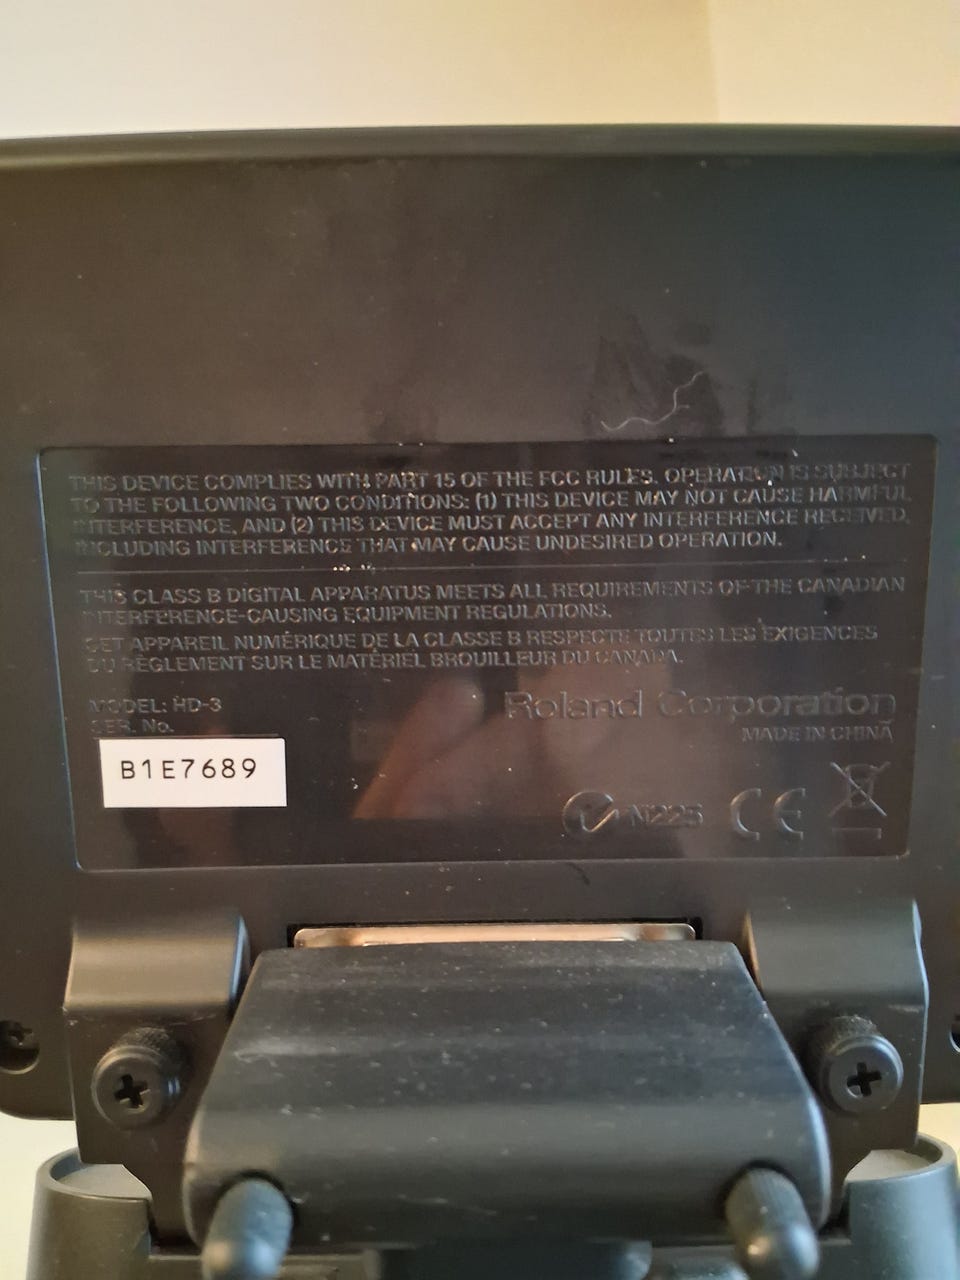 THIS DEVICE COMPLIES WITH PART 15 OF THE FCC RULES. OPERATION IS SUBJECT
TO THE FOLLOWING TWO CONDITIONS: (1) THIS DEVICE MAY NOT CAUSE HARMFUL
INTERFERENCE, AND (2) THIS DEVICE MUST ACCEPT ANY INTERFERENCE RECEIVED,
INCLUDING INTERFERENCE THAT MAY CAUSE UNDESIRED OPERATION.
THIS CLASS B DIGITAL APPARATUS MEETS ALL REQUIREMENTS OF THE CANADIAN
INTERFERENCE-CAUSING EQUIPMENT REGULATIONS.
CET APPAREIL NUMÉRIQUE DE LA CLASSE B RESPECTE TOUTES LES EXIGENCES
DU RÈGLEMENT SUR LE MATÉRIEL BROUILLEUR DU CANADA.
MODEL: HD-3
SER. No.
Roland Corporation
MADE IN CHINA
B1E7689
N225 CE